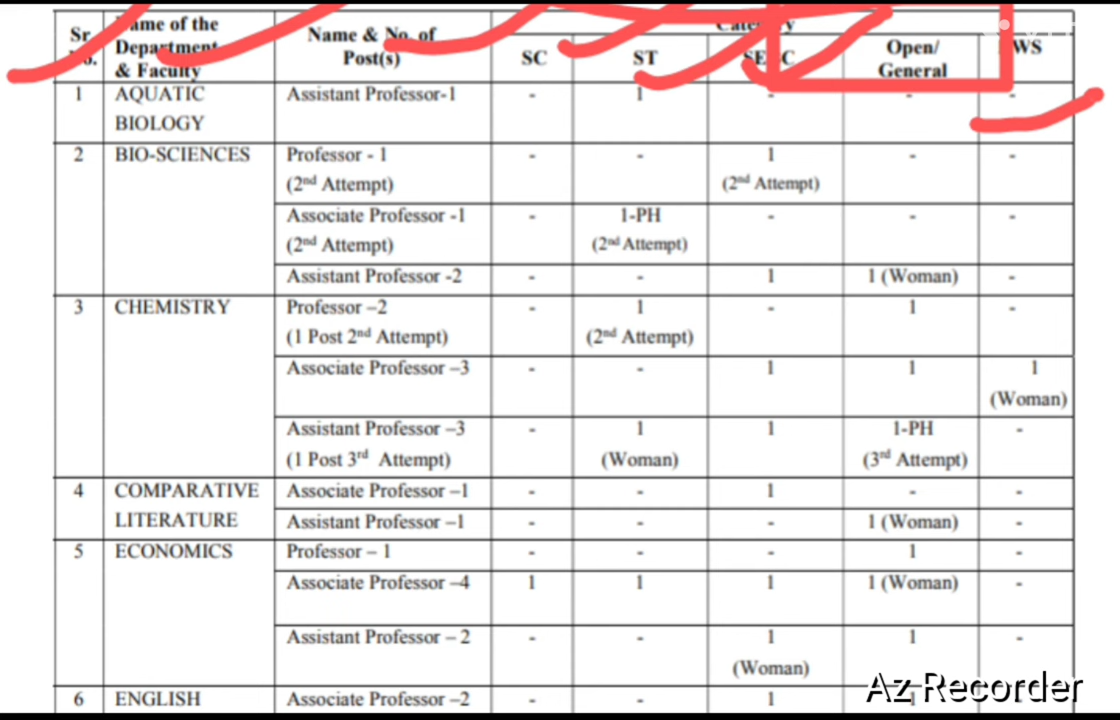 Sr
Name of the
Department
& Faculty
Name & No. of
Post(s)
Category
SC
ST
SEBC
Open/
General
WS
1
AQUATIC
BIOLOGY
Assistant Professor-1
-
1
-
-
-
2
BIO-SCIENCES
Professor - 1
(2nd Attempt)
-
-
1
(2nd Attempt)
-
-
Associate Professor -1
(2nd Attempt)
-
1-PH
(2nd Attempt)
-
-
-
Assistant Professor -2
-
-
1
1 (Woman)
-
3
CHEMISTRY
Professor –2
(1 Post 2nd Attempt)
-
1
(2nd Attempt)
-
1
-
Associate Professor –3
-
-
1
1
1
(Woman)
Assistant Professor –3
(1 Post 3rd Attempt)
-
1
(Woman)
1
1-PH
(3rd Attempt)
-
4
COMPARATIVE
LITERATURE
Associate Professor –1
-
-
1
-
-
Assistant Professor –1
-
-
-
1 (Woman)
-
5
ECONOMICS
Professor – 1
-
-
-
1
-
Associate Professor –4
1
1
1
1 (Woman)
-
Assistant Professor – 2
-
-
1
(Woman)
1
-
6
ENGLISH
Associate Professor –2
-
-
1
1
Az Recorder